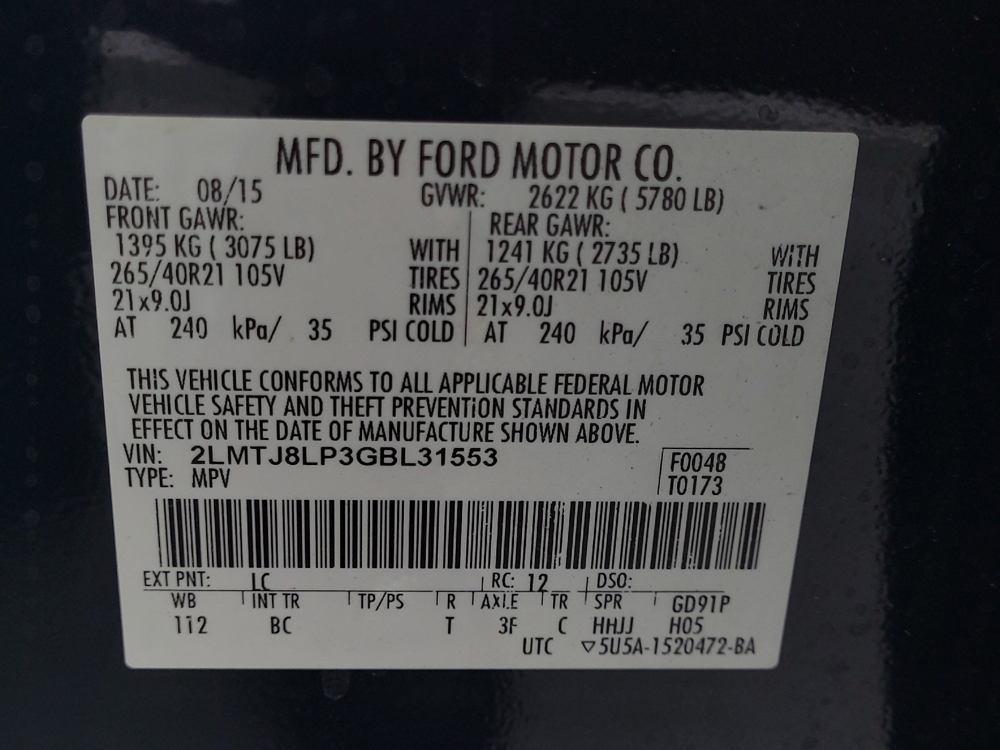 MFD. BY FORD MOTOR CO.
DATE: 08/15 GVWR: 2622 KG ( 5780 LB)
FRONT GAWR: REAR GAWR:
1395 KG ( 3075 LB) WITH 1241 KG ( 2735 LB) WITH
265/40R21 105V TIRES 265/40R21 105V TIRES
21x9.0J RIMS 21x9.0J RIMS
AT 240 kPa/ 35 PSI COLD AT 240 kPa/ 35 PSI COLD
THIS VEHICLE CONFORMS TO ALL APPLICABLE FEDERAL MOTOR
VEHICLE SAFETY AND THEFT PREVENTION STANDARDS IN
EFFECT ON THE DATE OF MANUFACTURE SHOWN ABOVE.
VIN: 2LMTJ8LP3GBL31553 F0048
TYPE: MPV T0173
EXT PNT: LC RC: 12 DSO:
WB INT TR TP/PS R AXLE TR SPR GD91P
112 BC T 3F C HHJJ H05
UTC ▽5U5A-1520472-BA